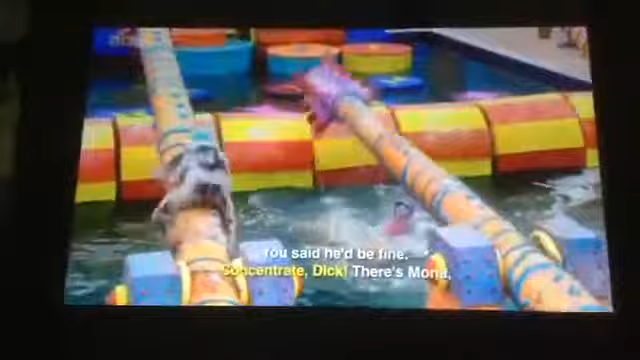 You said he'd be fine.
Concentrate, Dick! There's Mona,